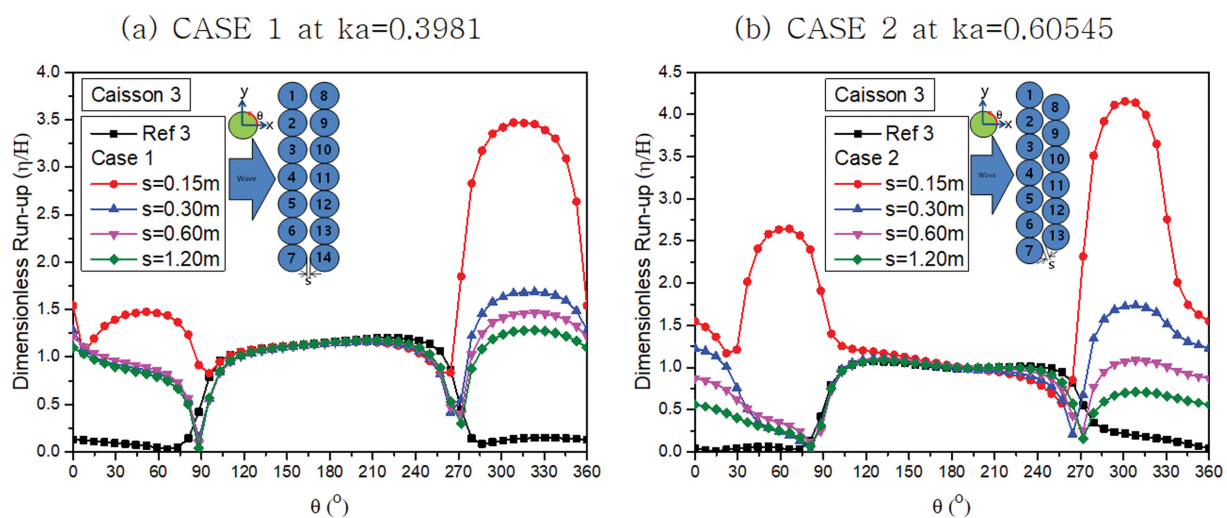 (a) CASE 1 at ka=0.3981
Dimensionless Run-up (η/H)
4.0
3.5
3.0
2.5
2.0
1.5
1.0
0.5
0.0
Caisson 3
Ref 3
Case 1
s=0.15m
s=0.30m
s=0.60m
s=1.20m
y
θ
x
Wave
1 8
2 9
3 10
4 11
5 12
6 13
7 14
s
0 30 60 90 120 150 180 210 240 270 300 330 360
θ (o)
(b) CASE 2 at ka=0.60545
Dimensionless Run-up (η/H)
4.5
4.0
3.5
3.0
2.5
2.0
1.5
1.0
0.5
0.0
Caisson 3
Ref 3
Case 2
s=0.15m
s=0.30m
s=0.60m
s=1.20m
y
θ
x
Wave
1
8
2
9
3
10
4
11
5
12
6
13
7
s
0 30 60 90 120 150 180 210 240 270 300 330 360
θ (o)